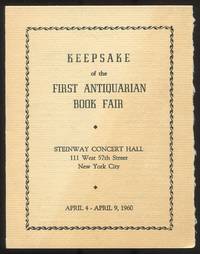 KEEPSAKE
of the
FIRST ANTIQUARIAN
BOOK FAIR
STEINWAY CONCERT HALL
111 West 57th Street
New York City
APRIL 4 - APRIL 9, 1960